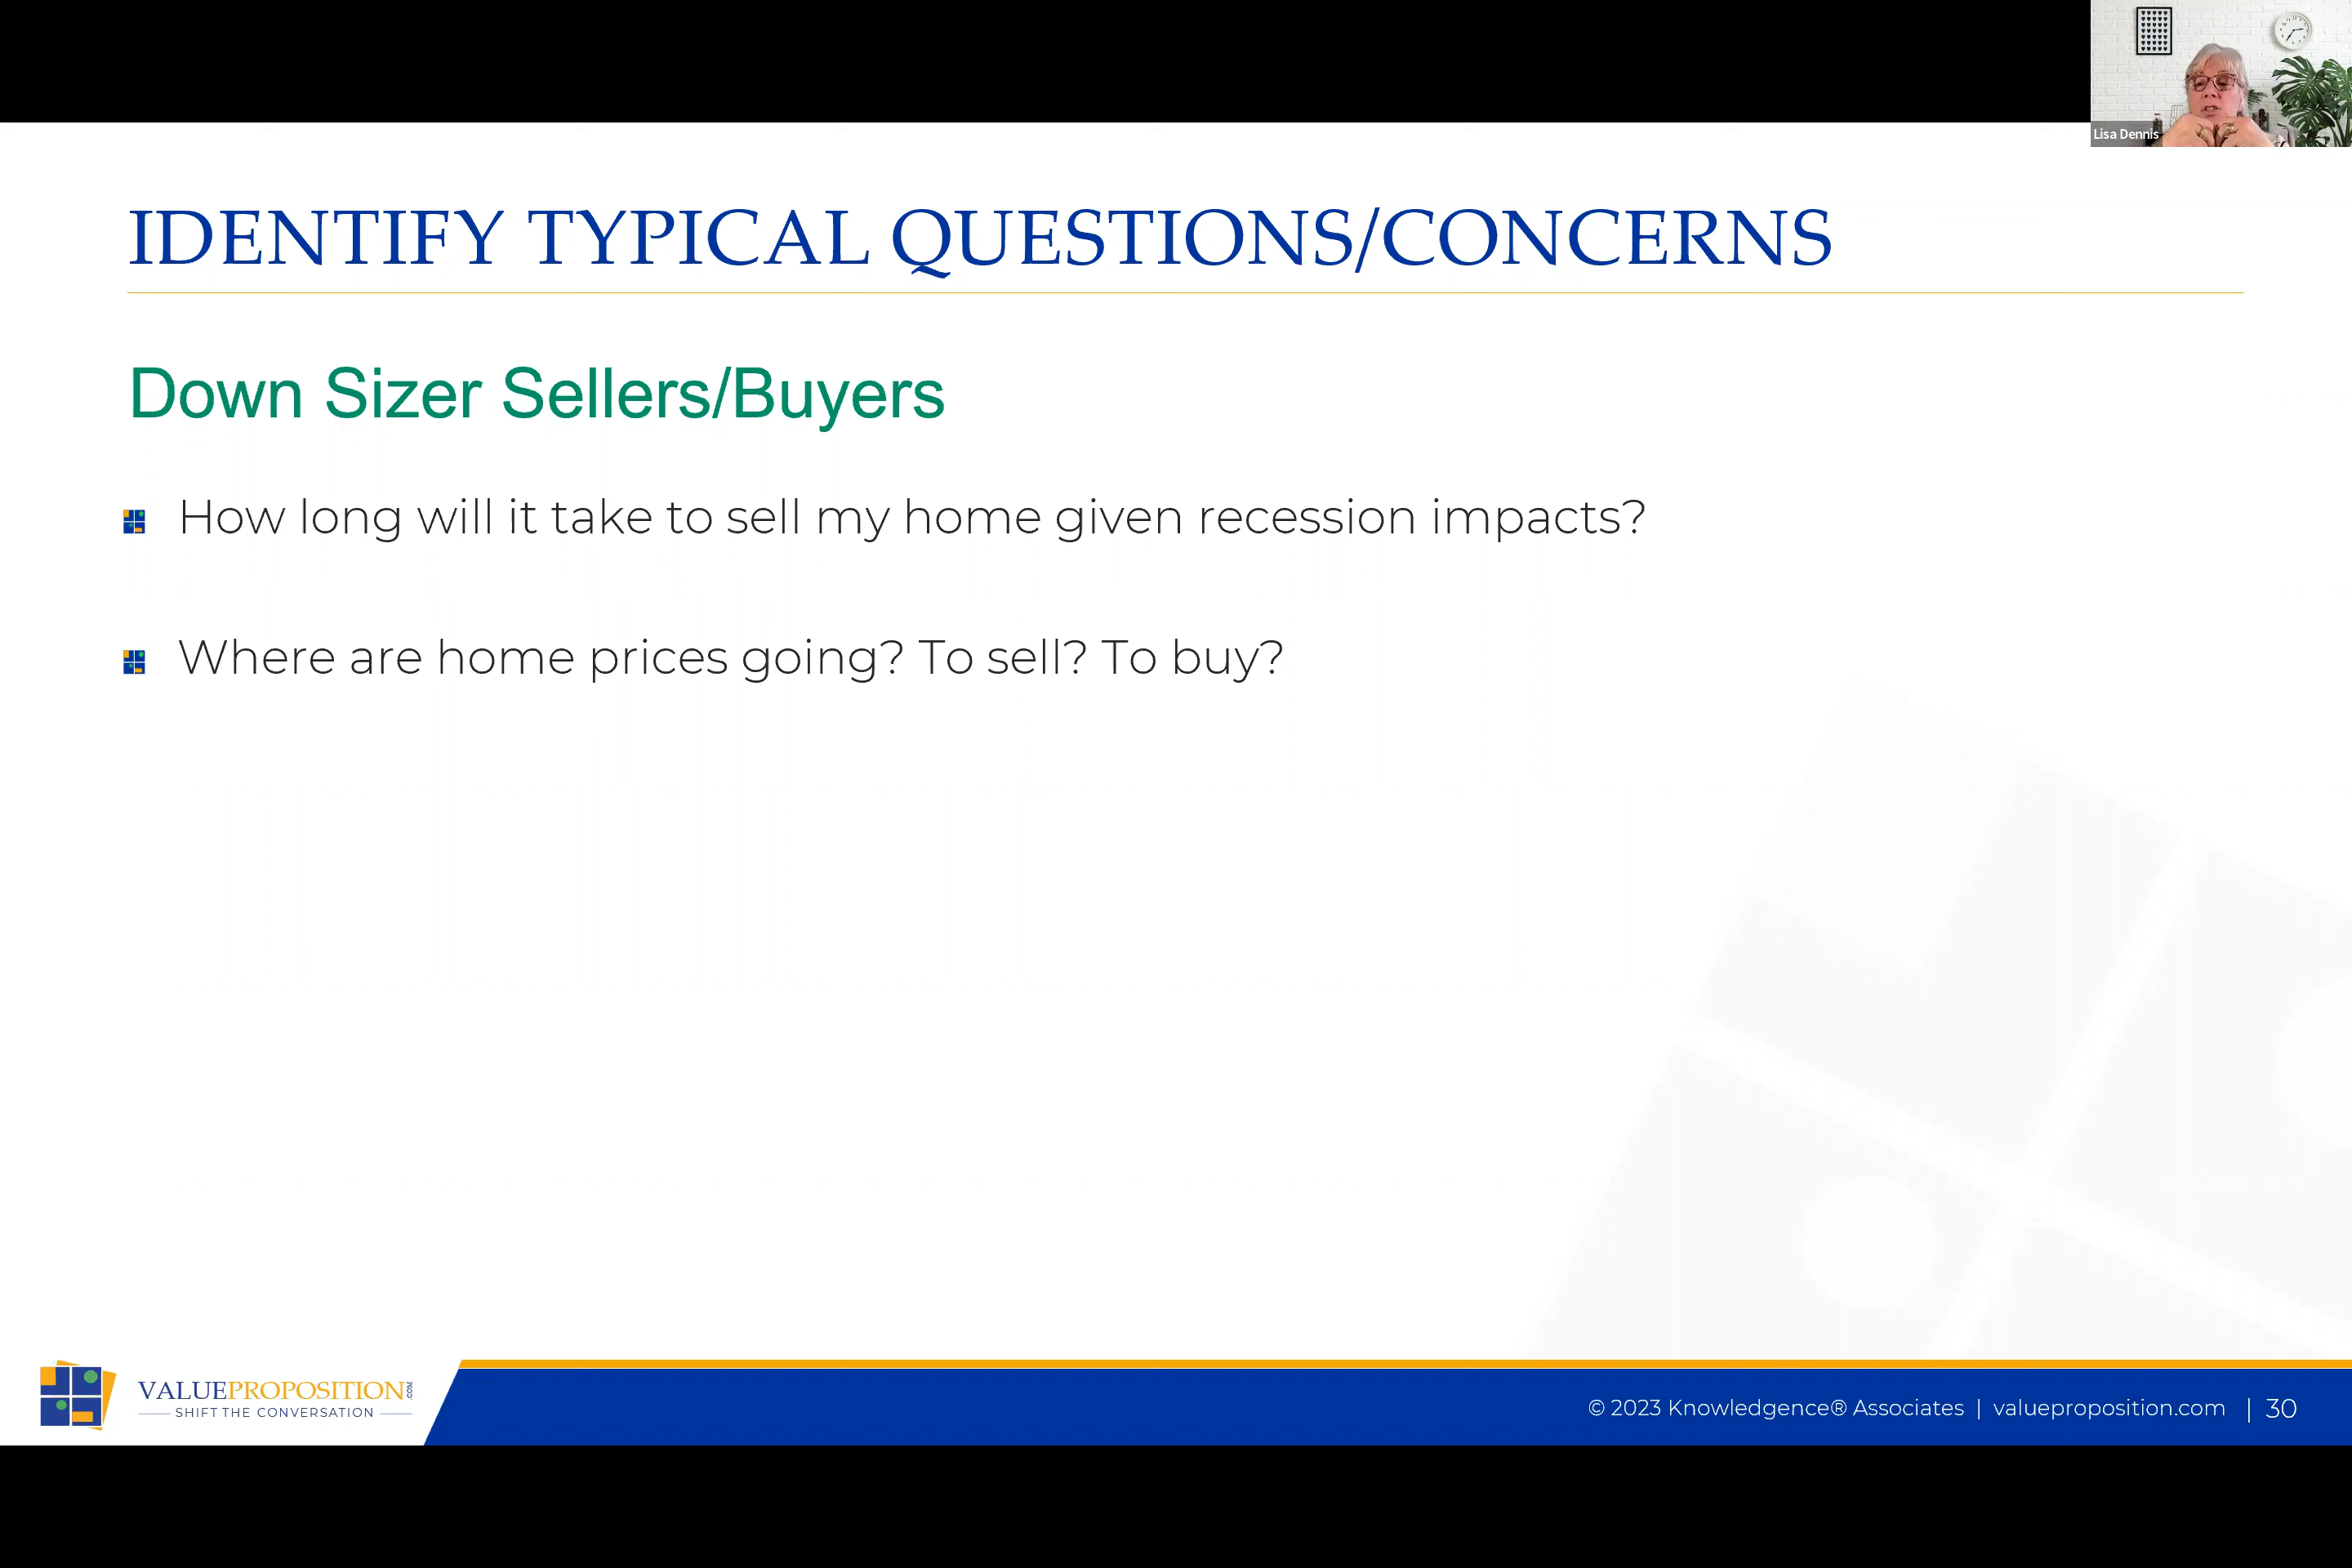 Lisa Dennis
IDENTIFY TYPICAL QUESTIONS/CONCERNS
Down Sizer Sellers/Buyers
How long will it take to sell my home given recession impacts?
Where are home prices going? To sell? To buy?
VALUEPROPOSITION.COM
SHIFT THE CONVERSATION
© 2023 Knowledgence® Associates | valueproposition.com | 30